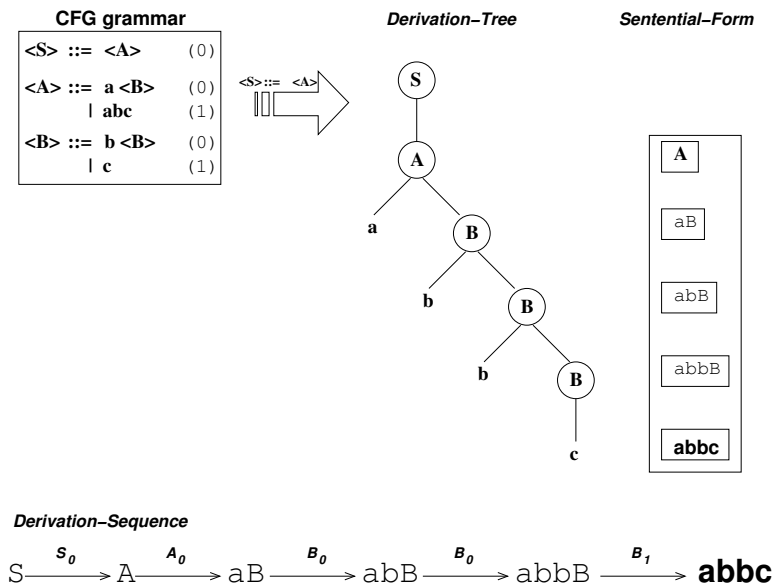 CFG grammar
<S> ::= <A> (0)
<A> ::= a <B> (0)
| abc (1)
<B> ::= b <B> (0)
| c (1)
<S> ::= <A>
Derivation–Tree
S
A
a
B
b
B
b
B
c
Sentential–Form
A
aB
abB
abbB
abbc
Derivation–Sequence
S0 A0 B0 B0 B1
S A aB abB abbB abbc